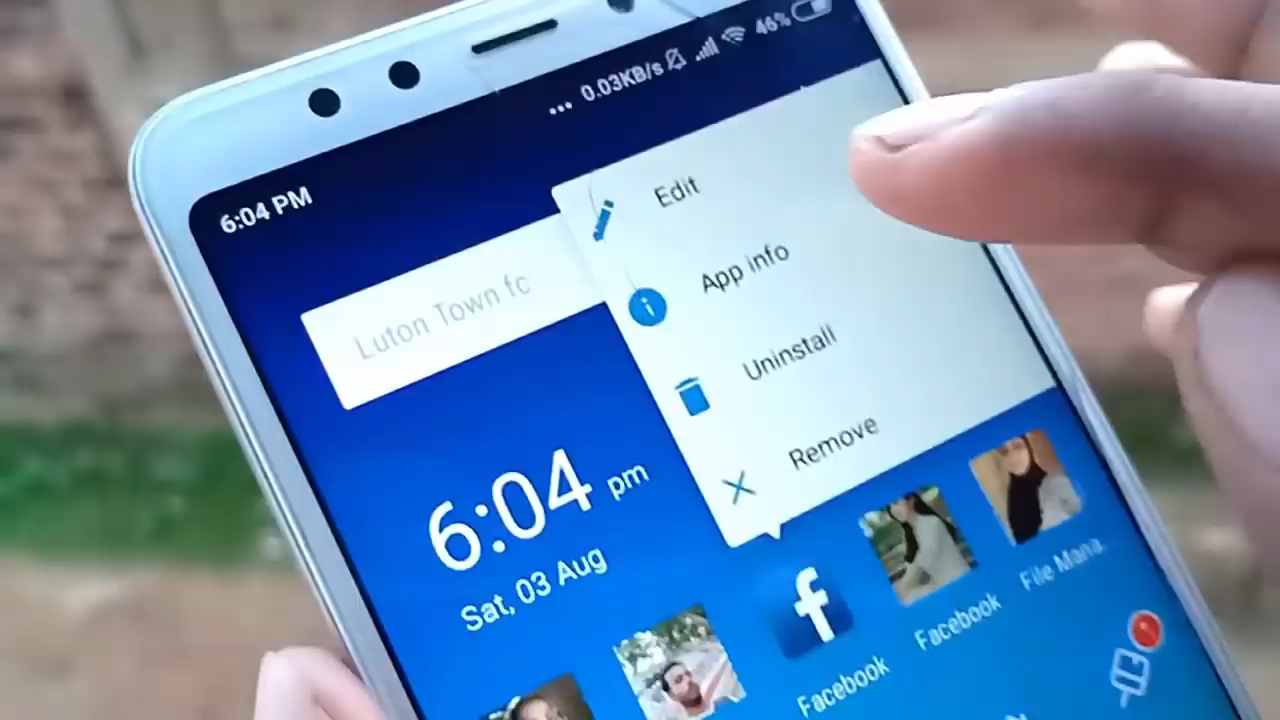 6:04 PM
... 0.03KB/s 46%
Luton Town fc
Edit
App info
Uninstall
Remove
6:04 pm
Sat, 03 Aug
f
Facebook
Facebook
File Mana..